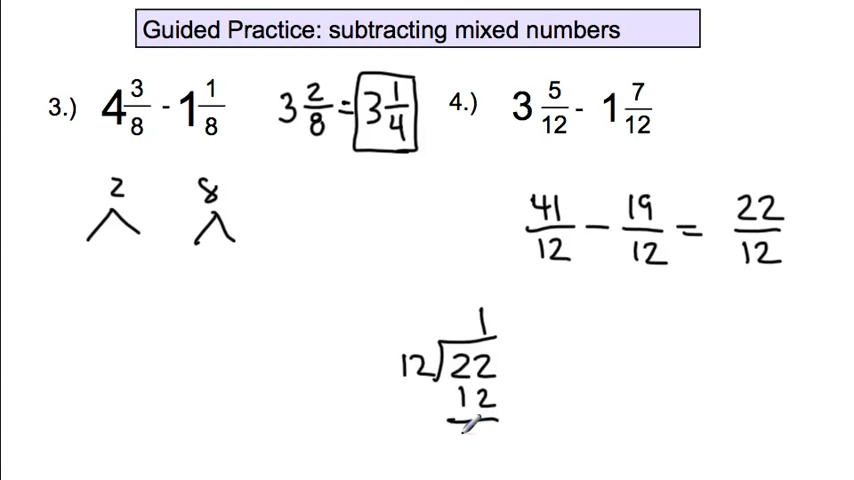 Guided Practice: subtracting mixed numbers
3.) 4 3/8 - 1 1/8 3 2/8 = 3 1/4
4.) 3 5/12 - 1 7/12
2 8
41/12 - 19/12 = 22/12
1
12)22
12